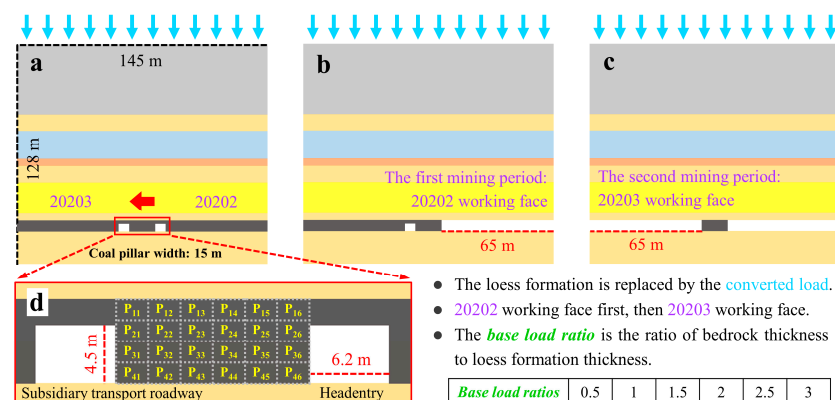 a
145 m
128 m
20203
20202
Coal pillar width: 15 m
b
The first mining period:
20202 working face
65 m
c
The second mining period:
20203 working face
65 m
d
P11 P12 P13 P14 P15 P16
P21 P22 P23 P24 P25 P26
P31 P32 P33 P34 P35 P36
P41 P42 P43 P44 P45 P46
4.5 m
6.2 m
Subsidiary transport roadway
Headentry
● The loess formation is replaced by the converted load.
● 20202 working face first, then 20203 working face.
● The base load ratio is the ratio of bedrock thickness
to loess formation thickness.
Base load ratios 0.5 1 1.5 2 2.5 3